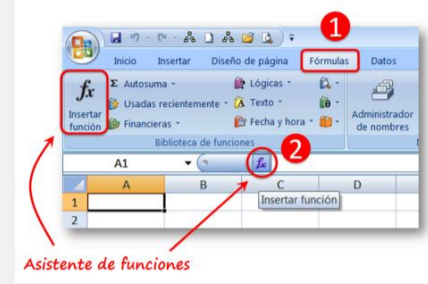 1
Inicio Insertar Diseño de página Fórmulas Datos
fx
Insertar función
Σ Autosuma
Usadas recientemente
Financieras
Lógicas
A Texto
Fecha y hora
Administrador de nombres
Biblioteca de funciones
2
A1
fx
Insertar función
A B C D
1
2
Asistente de funciones